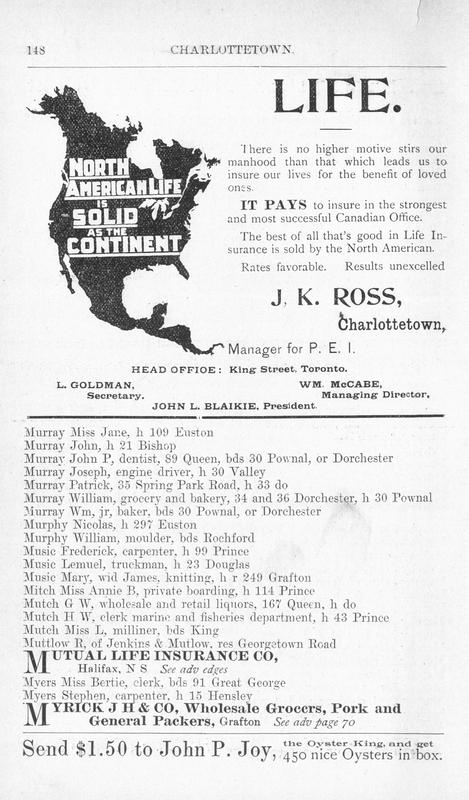 148 CHARLOTTETOWN.
LIFE.
NORTH
AMERICAN LIFE
IS
SOLID
AS THE
CONTINENT
There is no higher motive stirs our
manhood than that which leads us to
insure our lives for the benefit of loved
ones.
IT PAYS to insure in the strongest
and most successful Canadian Office.
The best of all that's good in Life In-
surance is sold by the North American.
Rates favorable. Results unexcelled
J. K. ROSS,
Charlottetown,
Manager for P. E. I.
HEAD OFFICE: King Street, Toronto.
L. GOLDMAN, WM. McCABE,
Secretary. Managing Director.
JOHN L. BLAIKIE, President.
Murray Miss Jane, h 109 Euston
Murray John, h 21 Bishop
Murray John P, dentist, 89 Queen, bds 30 Pownal, or Dorchester
Murray Joseph, engine driver, h 30 Valley
Murray Patrick, 35 Spring Park Road, h 33 do
Murray William, grocery and bakery, 34 and 36 Dorchester, h 30 Pownal
Murray Wm, jr, baker, bds 30 Pownal, or Dorchester
Murphy Nicolas, h 297 Euston
Murphy William, moulder, bds Rochford
Music Frederick, carpenter, h 99 Prince
Music Lemuel, truckman, h 23 Douglas
Music Mary, wid James, knitting, h r 249 Grafton
Mitch Miss Annie B, private boarding, h 114 Prince
Mutch G W, wholesale and retail liquors, 167 Queen, h do
Mutch H W, clerk marine and fisheries department, h 43 Prince
Mutch Miss L, milliner, bds King
Muttlow R, of Jenkins & Mutlow, res Georgetown Road
MUTUAL LIFE INSURANCE CO,
Halifax, N S See adv edges
Myers Miss Bertie, clerk, bds 91 Great George
Myers Stephen, carpenter, h 15 Hensley
MYRICK J H & CO, Wholesale Grocers, Pork and
General Packers, Grafton See adv page 70
Send $1.50 to John P. Joy, the Oyster King, and get
450 nice Oysters in box.